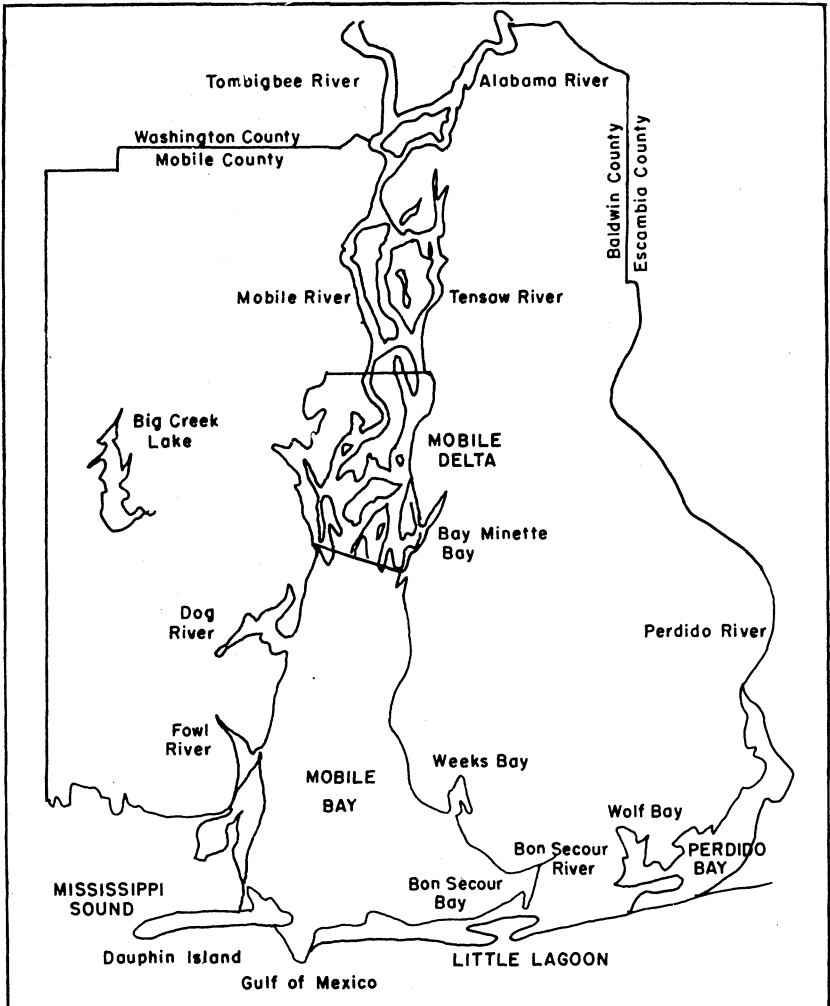 Tombigbee River
Alabama River
Washington County
Mobile County
Baldwin County
Escambia County
Mobile River
Tensaw River
Big Creek
Lake
MOBILE
DELTA
Bay Minette
Bay
Dog
River
Perdido River
Fowl
River
Weeks Bay
MOBILE
BAY
Wolf Bay
Bon Secour
River
PERDIDO
BAY
Bon Secour
Bay
MISSISSIPPI
SOUND
Dauphin Island
LITTLE LAGOON
Gulf of Mexico